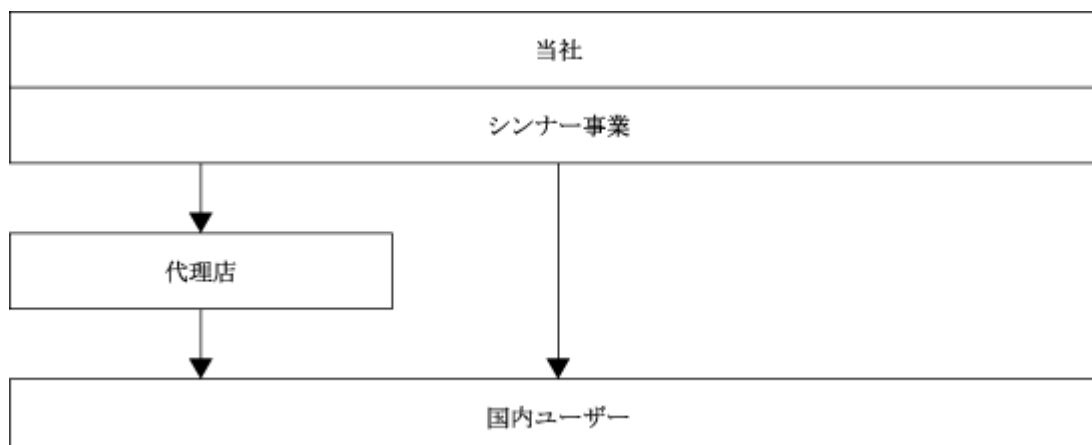 当社
シンナー事業
代理店
国内ユーザー